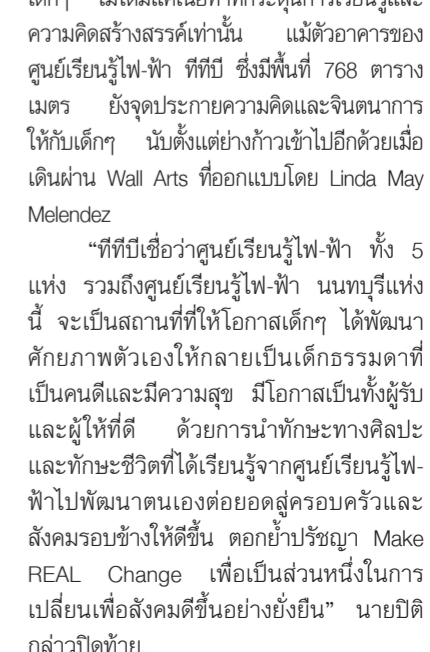 เด็กๆ ไม่ได้มีแค่เนื้อหาที่กระตุ้นการเรียนรู้และ
ความคิดสร้างสรรค์เท่านั้น แม้ตัวอาคารของ
ศูนย์เรียนรู้ไฟ-ฟ้า ทีทีบี ซึ่งมีพื้นที่ 768 ตาราง
เมตร ยังจุดประกายความคิดและจินตนาการ
ให้กับเด็กๆ นับตั้งแต่ย่างก้าวเข้าไปอีกด้วยเมื่อ
เดินผ่าน Wall Arts ที่ออกแบบโดย Linda May
Melendez
“ทีทีบีเชื่อว่าศูนย์เรียนรู้ไฟ-ฟ้า ทั้ง 5
แห่ง รวมถึงศูนย์เรียนรู้ไฟ-ฟ้า นนทบุรีแห่ง
นี้ จะเป็นสถานที่ที่ให้โอกาสเด็กๆ ได้พัฒนา
ศักยภาพตัวเองให้กลายเป็นเด็กธรรมดาที่
เป็นคนดีและมีความสุข มีโอกาสเป็นทั้งผู้รับ
และผู้ให้ที่ดี ด้วยการนำทักษะทางศิลปะ
และทักษะชีวิตที่ได้เรียนรู้จากศูนย์เรียนรู้ไฟ-
ฟ้าไปพัฒนาตนเองต่อยอดสู่ครอบครัวและ
สังคมรอบข้างให้ดีขึ้น ตอกย้ำปรัชญา Make
REAL Change เพื่อเป็นส่วนหนึ่งในการ
เปลี่ยนเพื่อสังคมดีขึ้นอย่างยั่งยืน” นายปิติ
กล่าวปิดท้าย